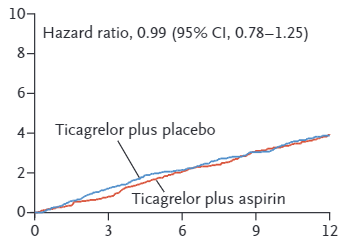 10
Hazard ratio, 0.99 (95% CI, 0.78–1.25)
8
6
4
Ticagrelor plus placebo
2
Ticagrelor plus aspirin
0
0 3 6 9 12